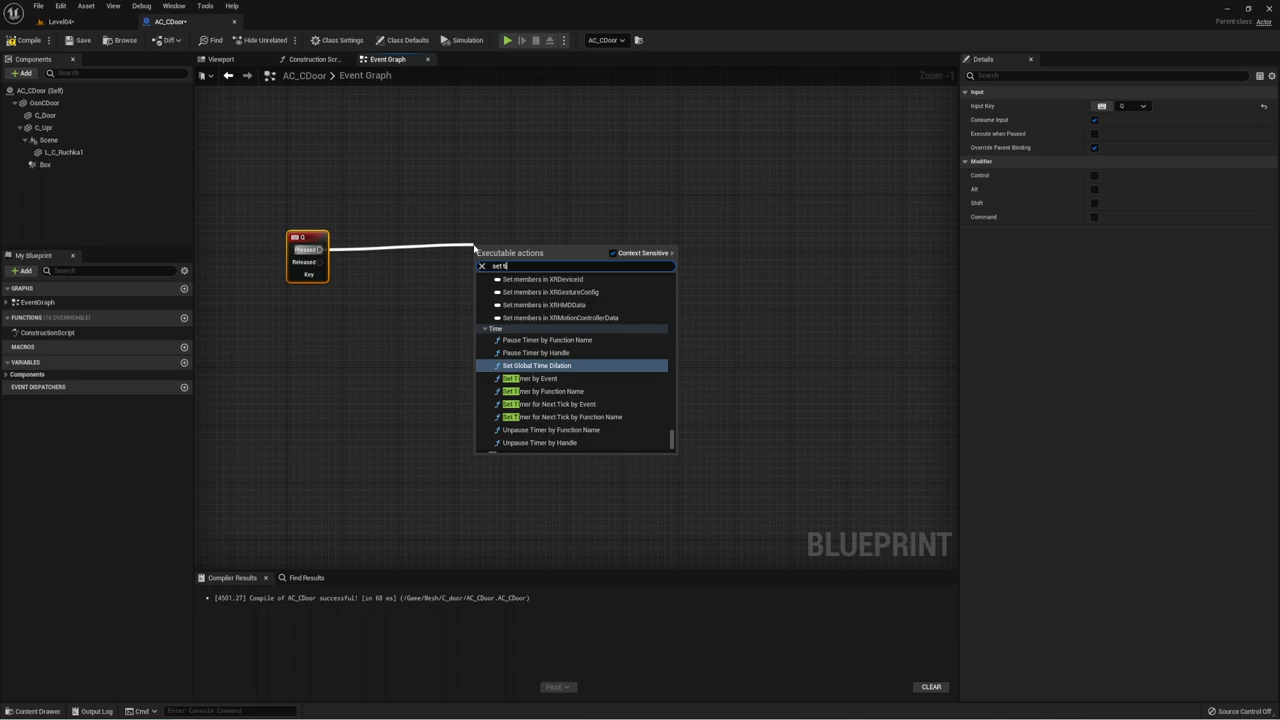 File Edit Asset View Debug Window Tools Help
Level04*
AC_CDoor*
Parent class: Actor
Compile Save Browse Diff Find Hide Unrelated Class Settings Class Defaults Simulation AC_CDoor
Components
Add Search
AC_CDoor (Self)
OsnCDoor
C_Door
C_Upr
Scene
L_C_Ruchka1
Box
My Blueprint
Add Search
GRAPHS
EventGraph
FUNCTIONS (18 OVERRIDABLE)
ConstructionScript
MACROS
VARIABLES
Components
EVENT DISPATCHERS
Viewport Construction Scr... Event Graph
AC_CDoor > Event Graph
Zoom -1
Q
Pressed
Released
Key
Executable actions Context Sensitive
set ti
Set members in XRDeviceId
Set members in XRGestureConfig
Set members in XRHMDData
Set members in XRMotionControllerData
Time
Pause Timer by Function Name
Pause Timer by Handle
Set Global Time Dilation
Set Timer by Event
Set Timer by Function Name
Set Timer for Next Tick by Event
Set Timer for Next Tick by Function Name
Unpause Timer by Function Name
Unpause Timer by Handle
BLUEPRINT
Compiler Results Find Results
[4501.27] Compile of AC_CDoor successful! [in 68 ms] (/Game/Mesh/C_door/AC_CDoor.AC_CDoor)
PAGE
CLEAR
Details
Search
Input
Input Key Q
Consume Input
Execute when Paused
Override Parent Binding
Modifier
Control
Alt
Shift
Command
Content Drawer Output Log Cmd Enter Console Command
Source Control Off